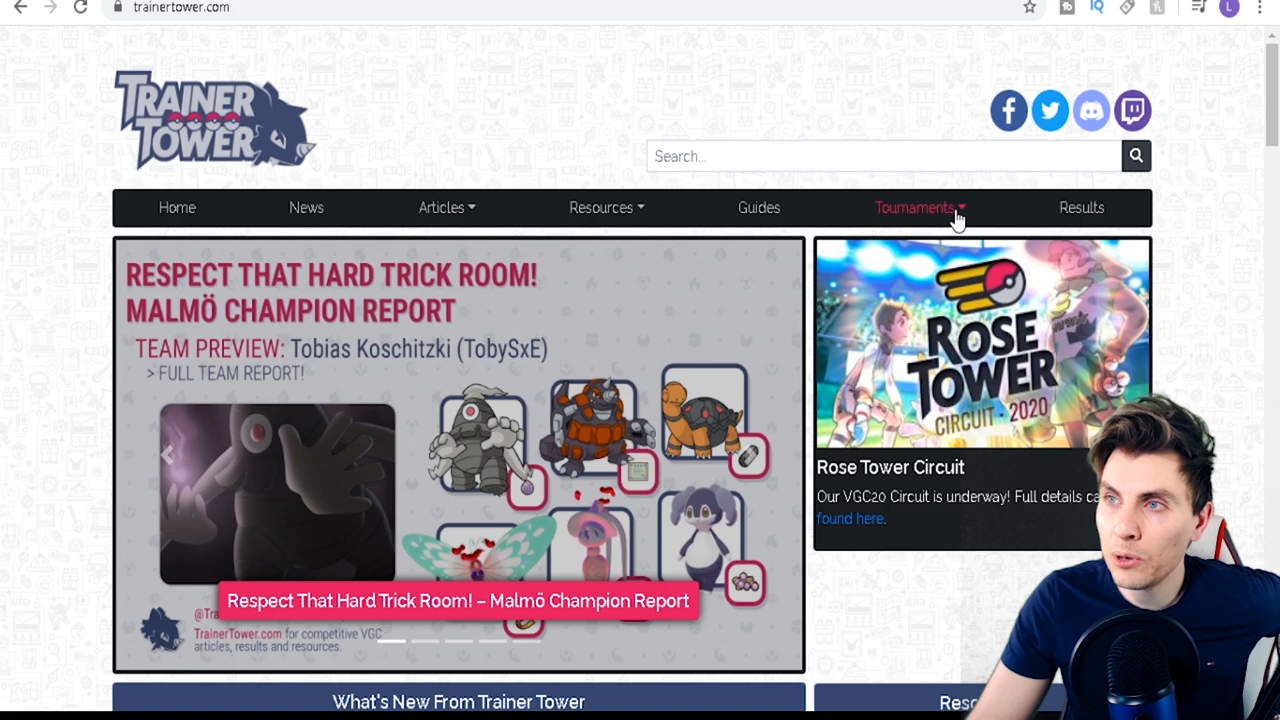 trainertower.com
L
TRAINER
TOWER
Search...
Home News Articles Resources Guides Tournaments Results
RESPECT THAT HARD TRICK ROOM!
MALMÖ CHAMPION REPORT
TEAM PREVIEW: Tobias Koschitzki (TobySxE)
> FULL TEAM REPORT!
Respect That Hard Trick Room! – Malmö Champion Report
@Tra
TrainerTower.com for competitive VGC
articles, results and resources.
ROSE
TOWER
CIRCUIT · 2020
Rose Tower Circuit
Our VGC20 Circuit is underway! Full details ca
found here.
What's New From Trainer Tower
Reso